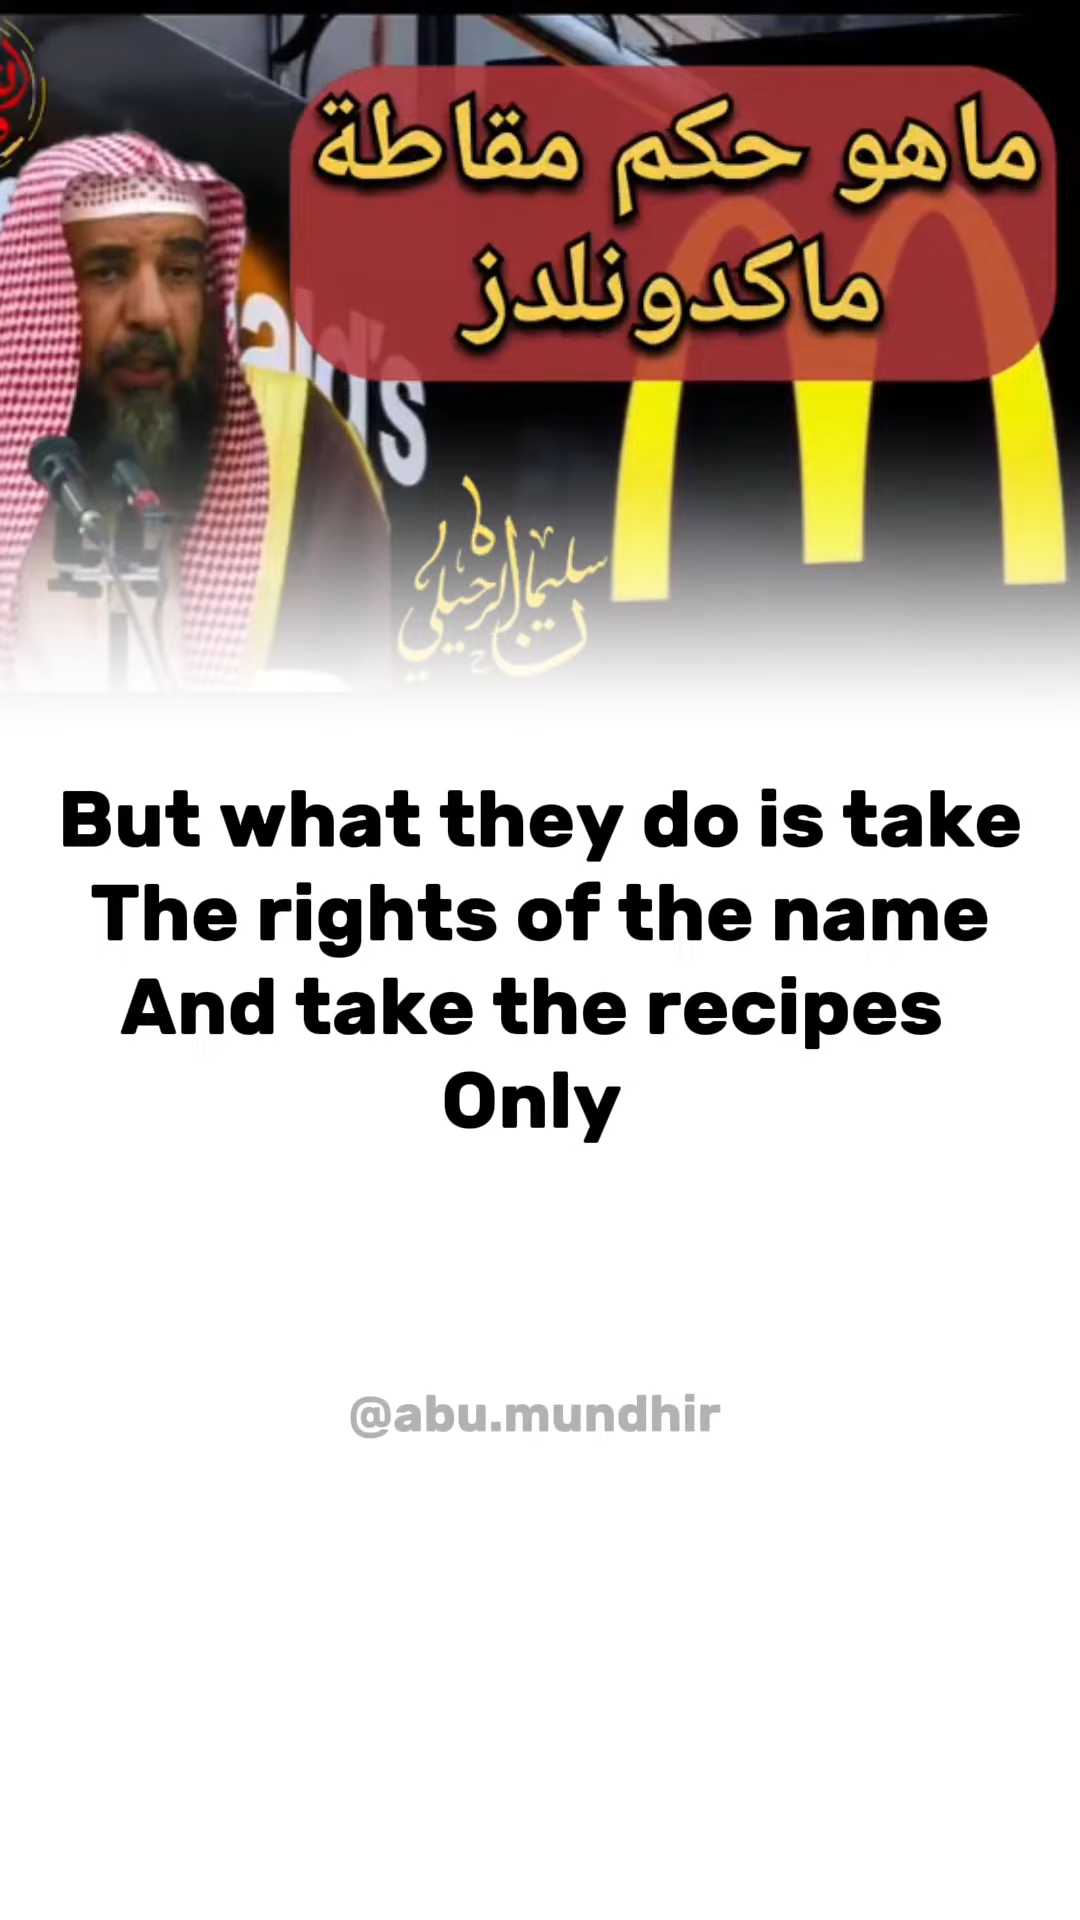 ماهو حكم مقاطة
ماكدونلدز
ald's
سليمان الرحيلي
But what they do is take
The rights of the name
And take the recipes
Only
@abu.mundhir